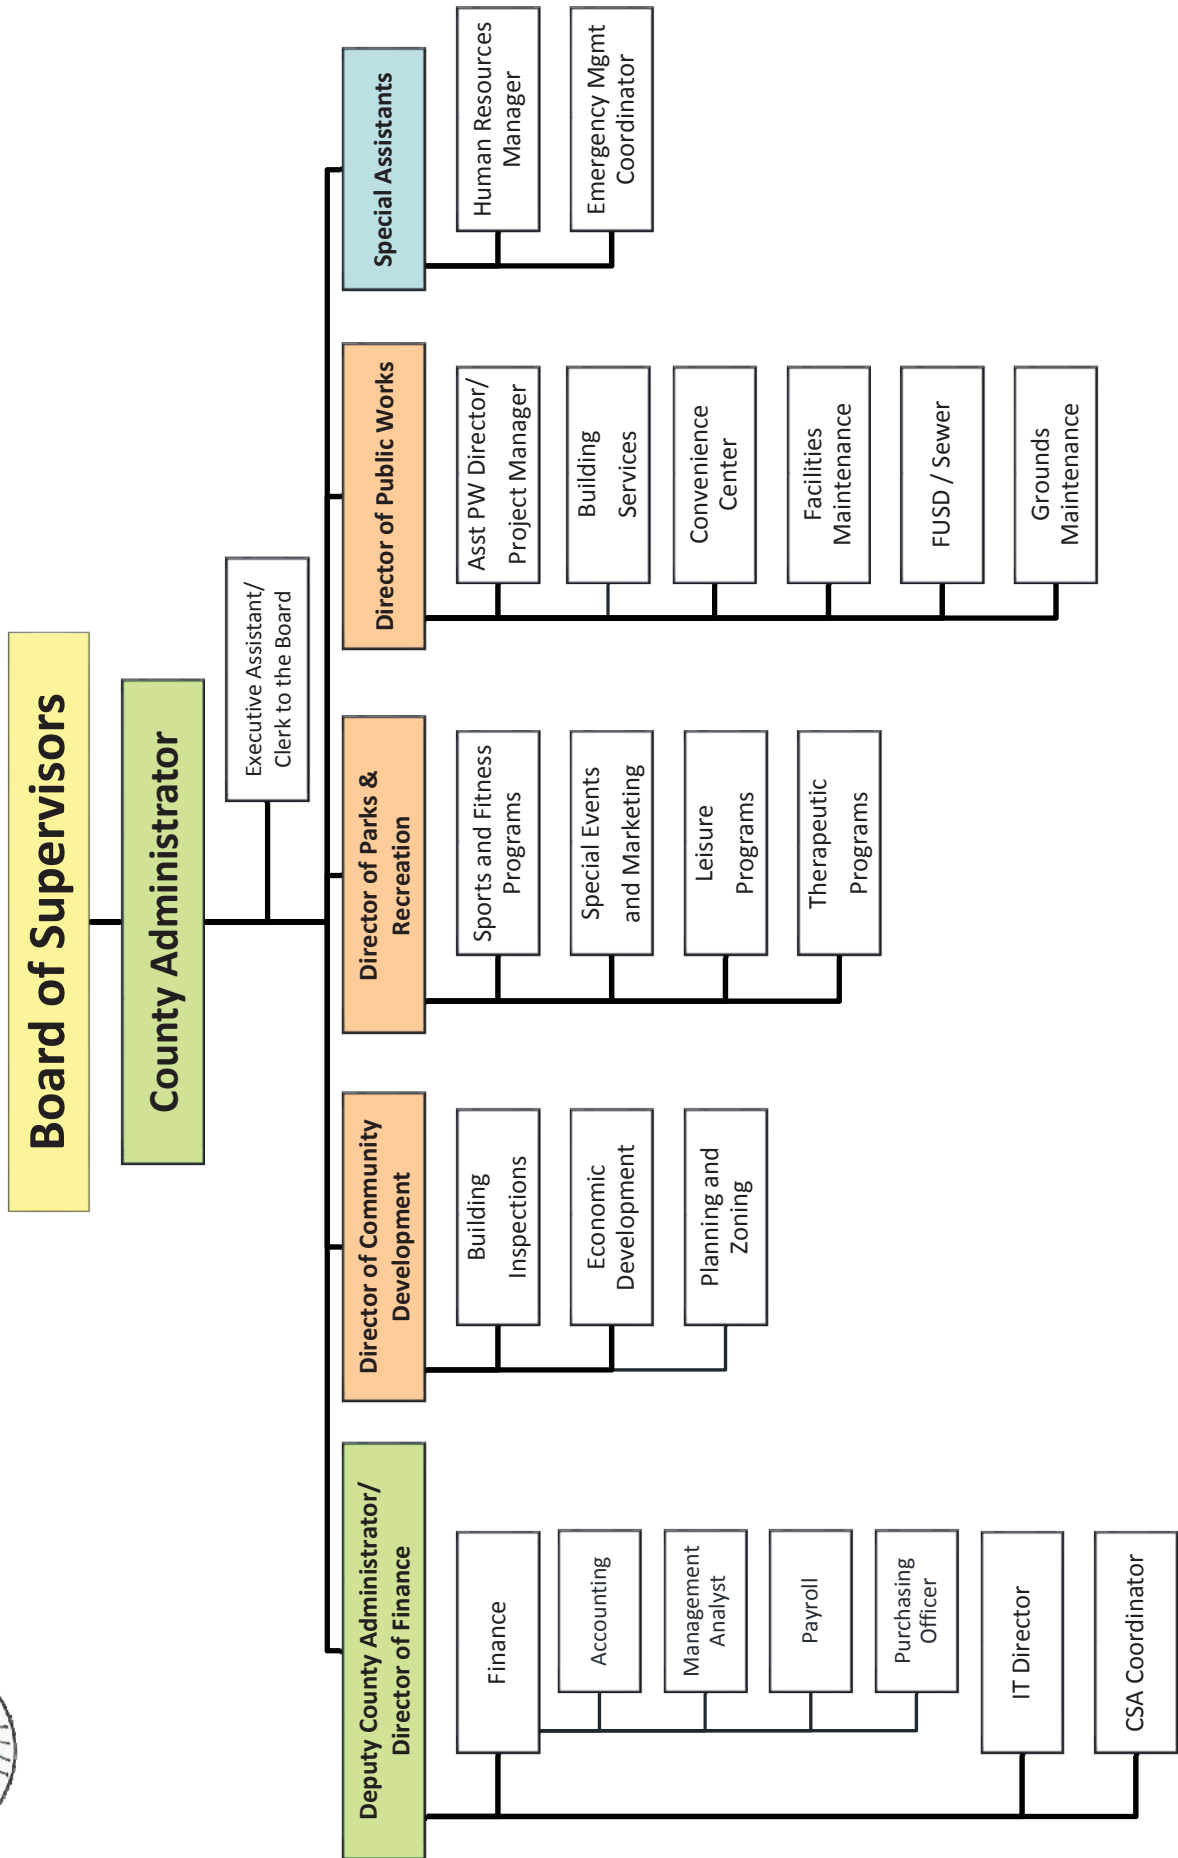 Board of Supervisors
County Administrator
Executive Assistant/
Clerk to the Board
Deputy County Administrator/
Director of Finance
Finance
Accounting
Management
Analyst
Payroll
Purchasing
Officer
IT Director
CSA Coordinator
Director of Community
Development
Building
Inspections
Economic
Development
Planning and
Zoning
Director of Parks &
Recreation
Sports and Fitness
Programs
Special Events
and Marketing
Leisure
Programs
Therapeutic
Programs
Director of Public Works
Asst PW Director/
Project Manager
Building
Services
Convenience
Center
Facilities
Maintenance
FUSD / Sewer
Grounds
Maintenance
Special Assistants
Human Resources
Manager
Emergency Mgmt
Coordinator